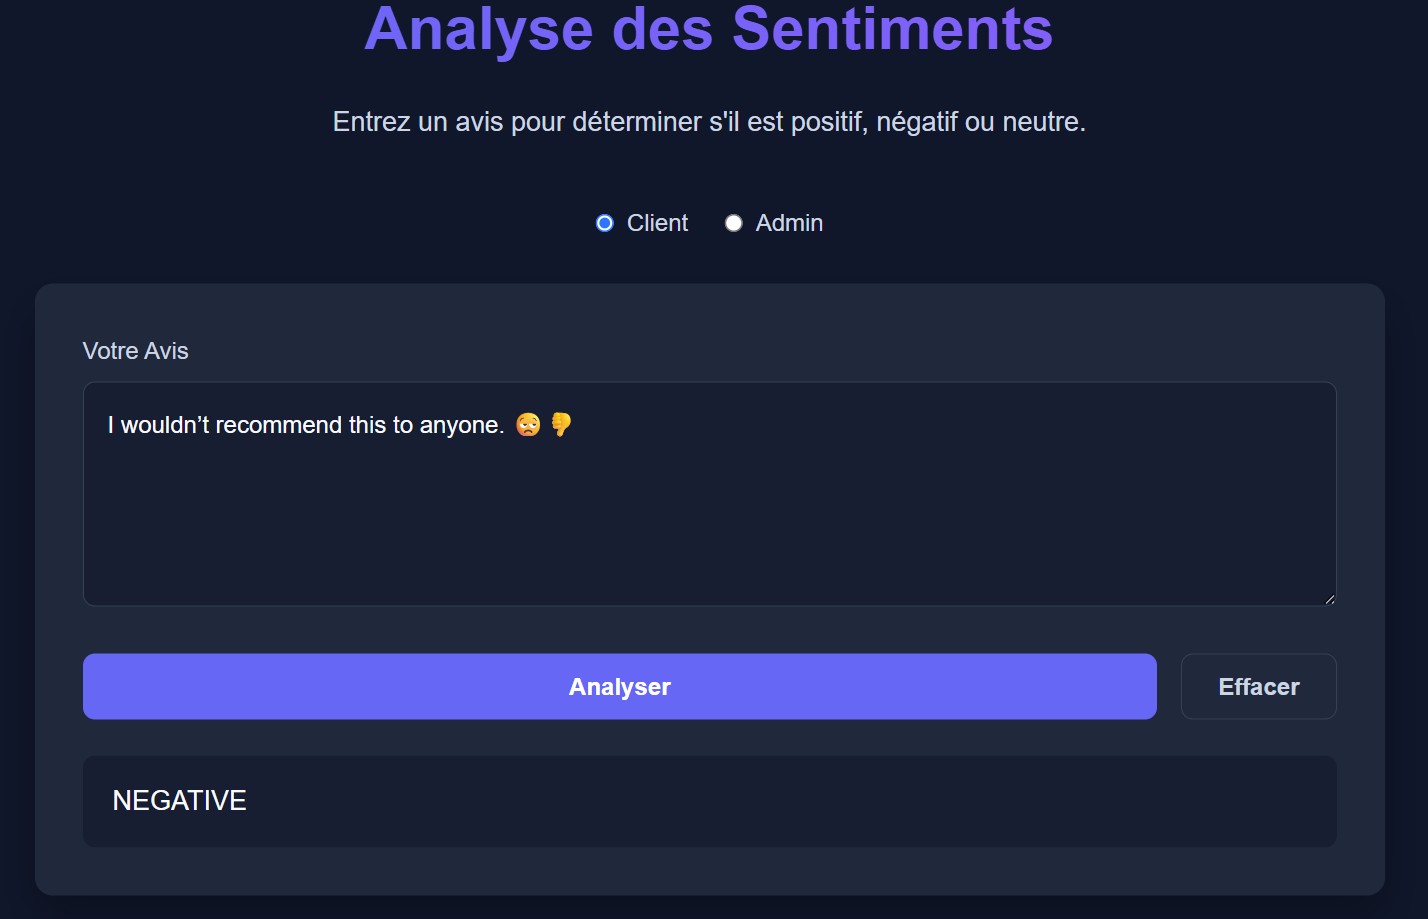 Analyse des Sentiments
Entrez un avis pour déterminer s'il est positif, négatif ou neutre.
Client Admin
Votre Avis
I wouldn’t recommend this to anyone. 😩 👎
Analyser Effacer
NEGATIVE